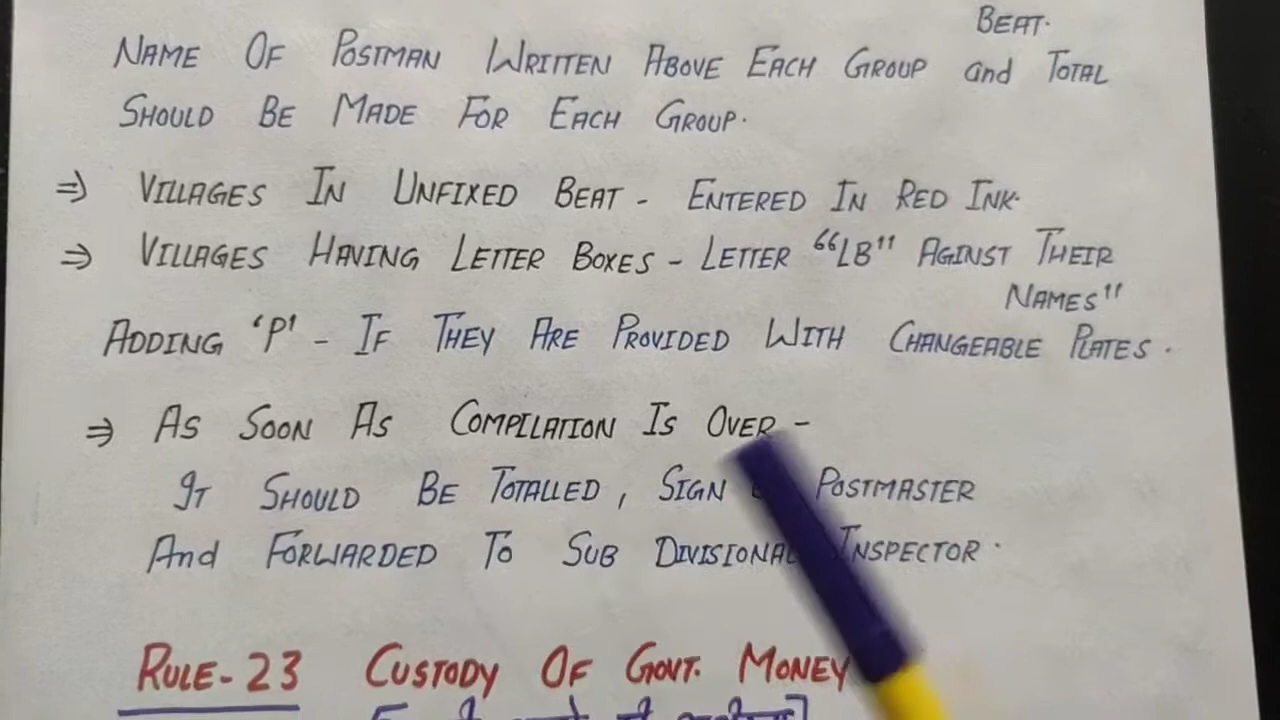 BEAT.
NAME OF POSTMAN WRITTEN ABOVE EACH GROUP and TOTAL
SHOULD BE MADE FOR EACH GROUP.
⇒ VILLAGES IN UNFIXED BEAT - ENTERED IN RED INK.
⇒ VILLAGES HAVING LETTER BOXES - LETTER "LB" AGINST THEIR
NAMES"
ADDING 'P' - IF THEY ARE PROVIDED WITH CHANGEABLE PLATES.
⇒ AS SOON AS COMPILATION IS OVER -
IT SHOULD BE TOTALLED, SIGN POSTMASTER
And FORWARDED TO SUB DIVISIONAL INSPECTOR.
RULE-23 CUSTODY OF GOVT. MONEY